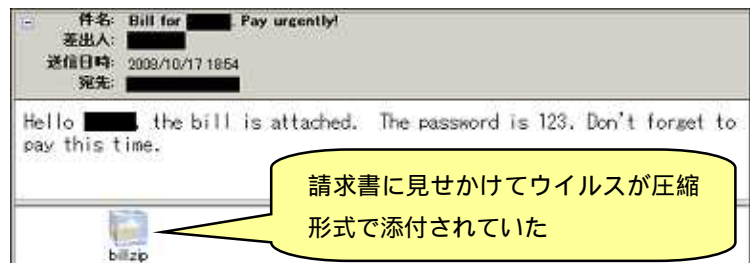 件名: Bill for Pay urgently!
差出人:
送信日時: 2009/10/17 18:54
宛先:
Hello , the bill is attached. The password is 123. Don't forget to
pay this time.
請求書に見せかけてウイルスが圧縮
形式で添付されていた
billzip